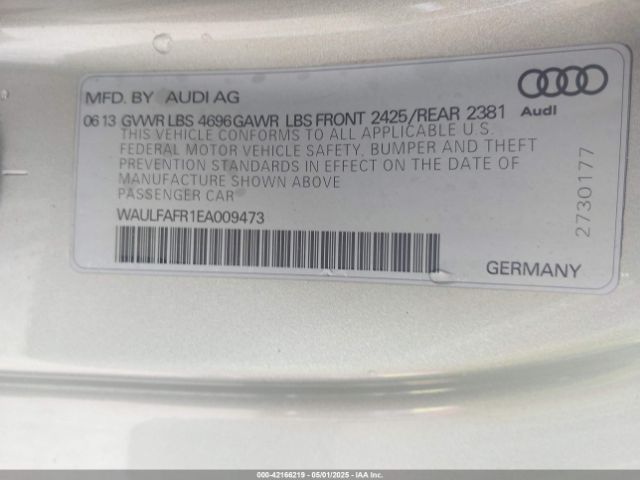 MFD. BY AUDI AG
0613 GVWR LBS 4696 GAWR LBS FRONT 2425/REAR 2381
THIS VEHICLE CONFORMS TO ALL APPLICABLE U.S.
FEDERAL MOTOR VEHICLE SAFETY, BUMPER AND THEFT
PREVENTION STANDARDS IN EFFECT ON THE DATE OF
MANUFACTURE SHOWN ABOVE
PASSENGER CAR
WAULFAFR1EA009473
Audi
2730177
GERMANY
000-42166219 - 05/01/2025 - IAA Inc.